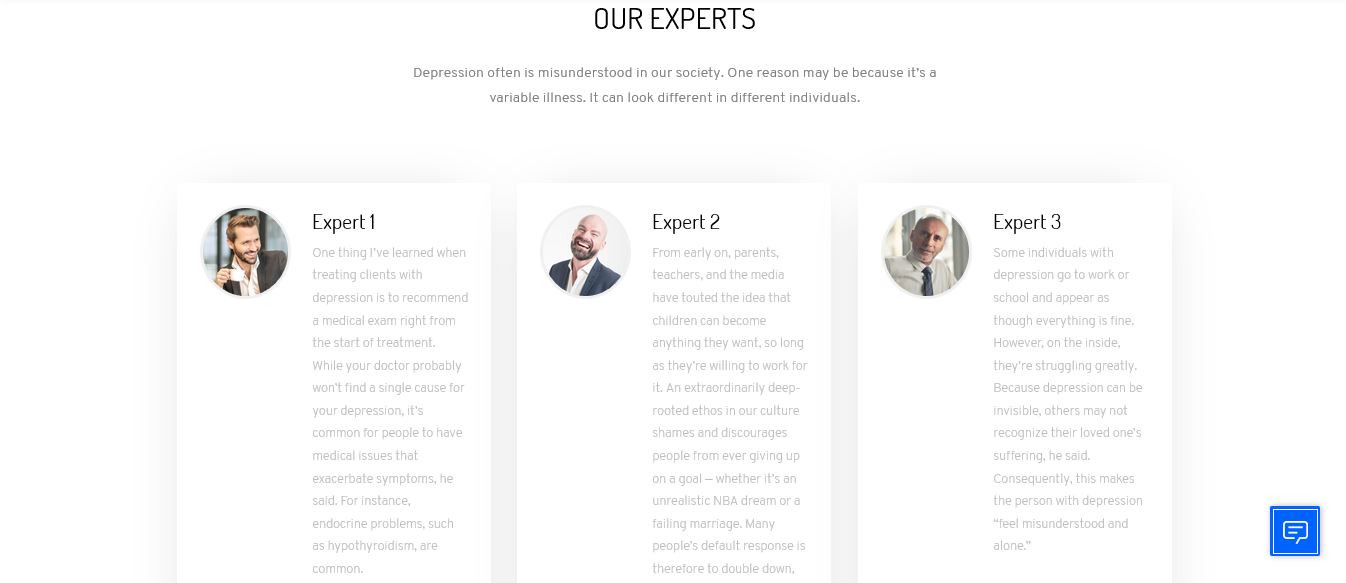 OUR EXPERTS
Depression often is misunderstood in our society. One reason may be because it's a
variable illness. It can look different in different individuals.
Expert 1
One thing I've learned when
treating clients with
depression is to recommend
a medical exam right from
the start of treatment.
While your doctor probably
won't find a single cause for
your depression, it's
common for people to have
medical issues that
exacerbate symptoms, he
said. For instance,
endocrine problems, such
as hypothyroidism, are
common.
Expert 2
From early on, parents,
teachers, and the media
have touted the idea that
children can become
anything they want, so long
as they're willing to work for
it. An extraordinarily deep-
rooted ethos in our culture
shames and discourages
people from ever giving up
on a goal — whether it's an
unrealistic NBA dream or a
failing marriage. Many
people's default response is
therefore to double down,
Expert 3
Some individuals with
depression go to work or
school and appear as
though everything is fine.
However, on the inside,
they're struggling greatly.
Because depression can be
invisible, others may not
recognize their loved one's
suffering, he said.
Consequently, this makes
the person with depression
“feel misunderstood and
alone.”